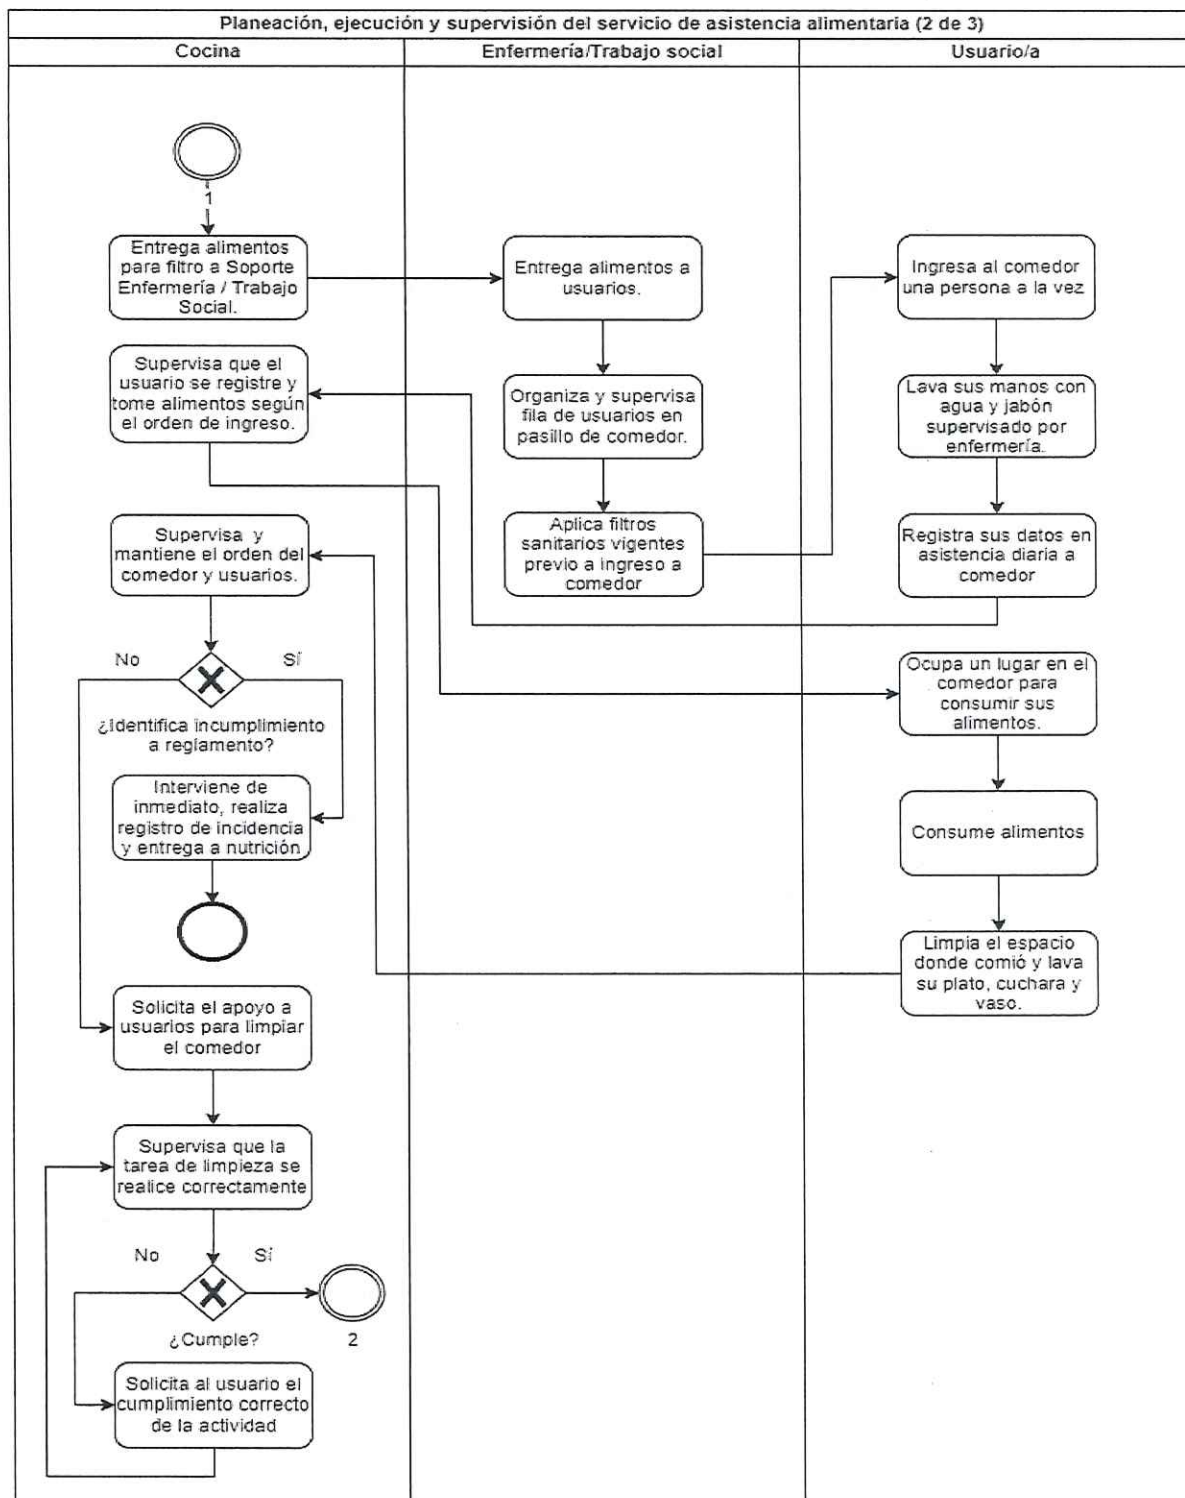 Planeación, ejecución y supervisión del servicio de asistencia alimentaria (2 de 3)
Cocina
Enfermería/Trabajo social
Usuario/a
1
Entrega alimentos
para filtro a Soporte
Enfermería / Trabajo
Social.
Entrega alimentos a
usuarios.
Ingresa al comedor
una persona a la vez
Supervisa que el
usuario se registre y
tome alimentos según
el orden de ingreso.
Organiza y supervisa
fila de usuarios en
pasillo de comedor.
Lava sus manos con
agua y jabón
supervisado por
enfermería.
Supervisa y
mantiene el orden del
comedor y usuarios.
Aplica filtros
sanitarios vigentes
previo a ingreso a
comedor
Registra sus datos en
asistencia diaria a
comedor
No
Sí
¿Identifica incumplimiento
a reglamento?
Ocupa un lugar en el
comedor para
consumir sus
alimentos.
Interviene de
inmediato, realiza
registro de incidencia
y entrega a nutrición
Consume alimentos
Limpia el espacio
donde comió y lava
su plato, cuchara y
vaso.
Solicita el apoyo a
usuarios para limpiar
el comedor
Supervisa que la
tarea de limpieza se
realice correctamente
No
Sí
¿Cumple?
2
Solicita al usuario el
cumplimiento correcto
de la actividad